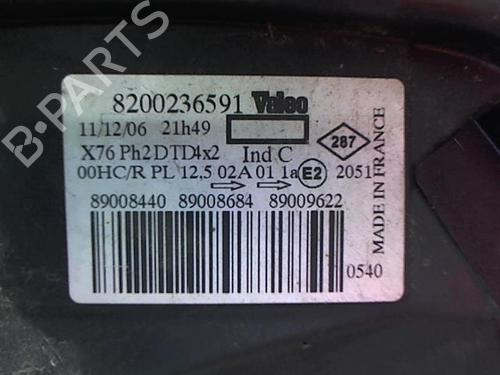 8200236591 Valeo
11/12/06 21h49
X76 Ph2 DTD4x2 Ind C
287
00HC/R PL 12,5 02A 01 1a E2 2051
89008440 89008684 89009622
0540
MADE IN FRANCE
B-PARTS